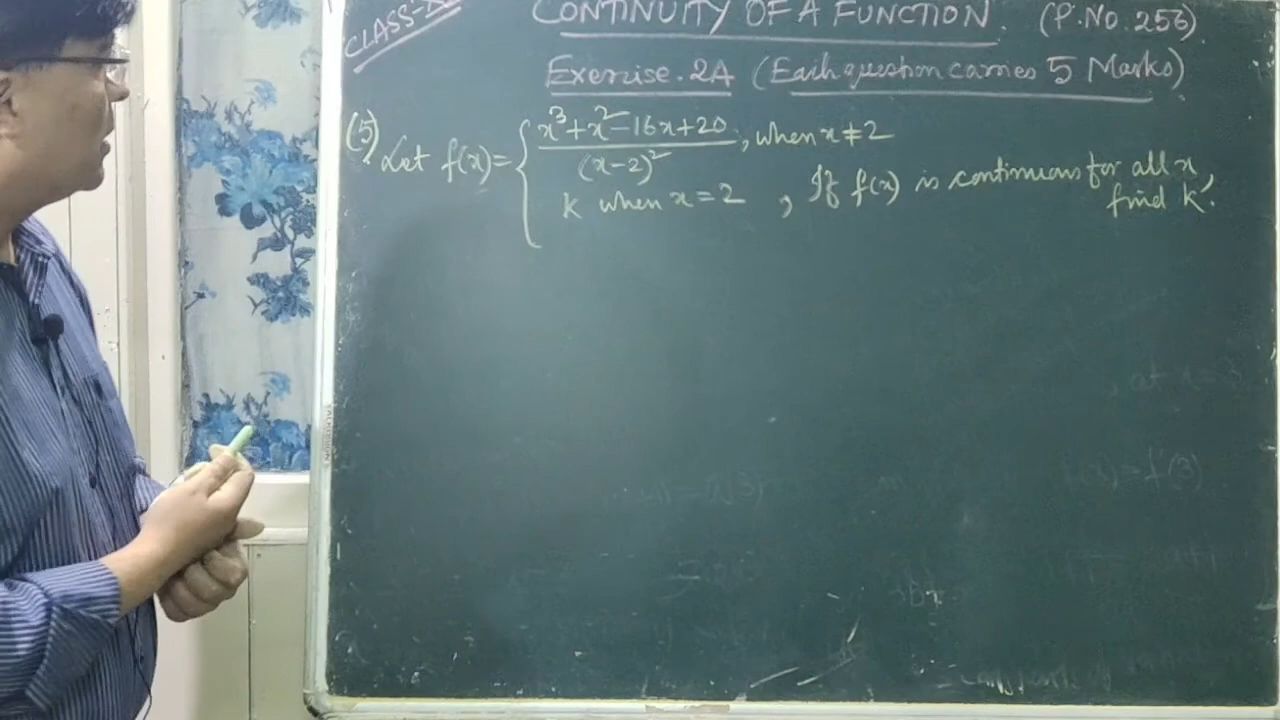 CONTINUITY OF A FUNCTION. (P.No.256)
CLASS-
Exercise.2A (Each question carries 5 Marks)
(5) Let f(x)={ x³+x²-16x+20 / (x-2)² , when x≠2
k when x=2 , If f(x) is continuous for all x,
find k.